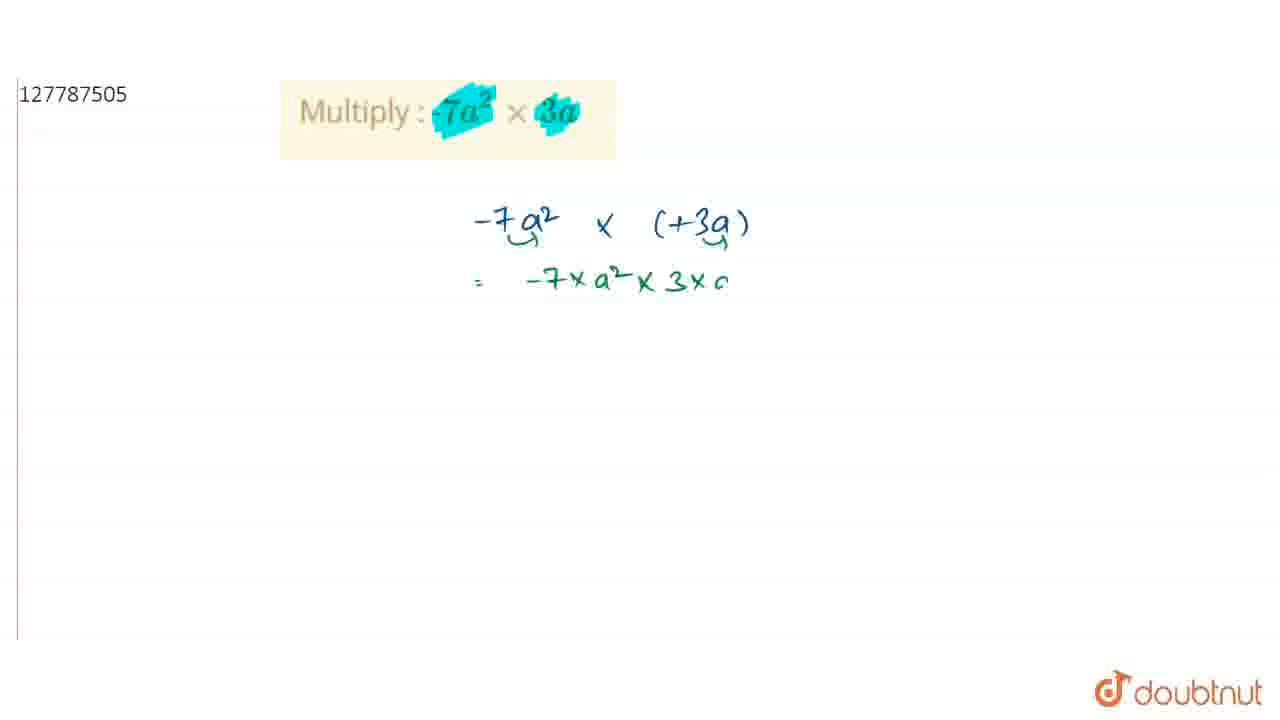 127787505
Multiply : -7a² × 3a
-7a² × (+3a)
= -7 × a² × 3 × a
doubtnut